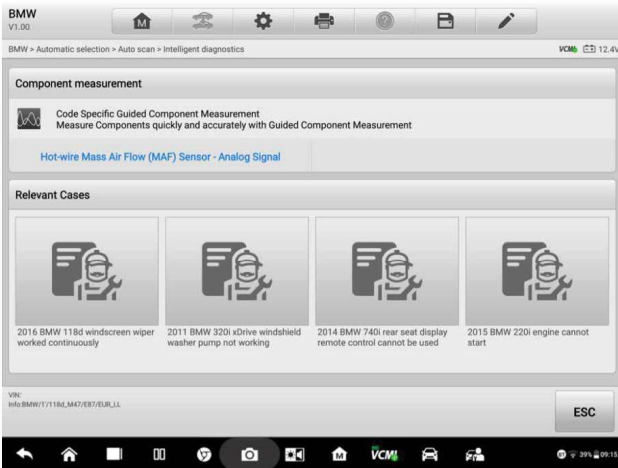 BMW
V1.00
BMW > Automatic selection > Auto scan > Intelligent diagnostics
VCMI 12.4V
Component measurement
Code Specific Guided Component Measurement
Measure Components quickly and accurately with Guided Component Measurement
Hot-wire Mass Air Flow (MAF) Sensor - Analog Signal
Relevant Cases
2016 BMW 118d windscreen wiper
worked continuously
2011 BMW 320i xDrive windshield
washer pump not working
2014 BMW 740i rear seat display
remote control cannot be used
2015 BMW 220i engine cannot
start
VIN:
Info:BMW/1'/118d_M47/E87/EUR_LL
ESC
VCMI
39% 09:15